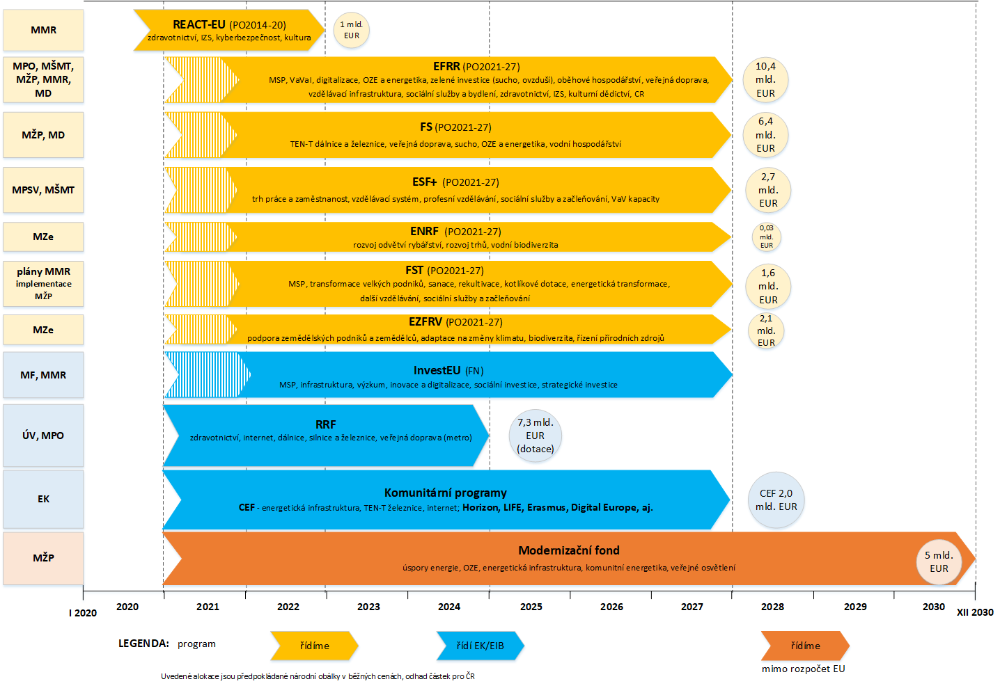 MMR
REACT-EU (PO2014-20)
zdravotnictví, IZS, kyberbezpečnost, kultura
1 mld.
EUR
MPO, MŠMT,
MŽP, MMR,
MD
EFRR (PO2021-27)
MSP, VaVaI, digitalizace, OZE a energetika, zelené investice (sucho, ovzduší), oběhové hospodářství, veřejná doprava,
vzdělávací infrastruktura, sociální služby a bydlení, zdravotnictví, IZS, kulturní dědictví, CR
10,4
mld.
EUR
MŽP, MD
FS (PO2021-27)
TEN-T dálnice a železnice, veřejná doprava, sucho, OZE a energetika, vodní hospodářství
6,4
mld.
EUR
MPSV, MŠMT
ESF+ (PO2021-27)
trh práce a zaměstnanost, vzdělávací systém, profesní vzdělávání, sociální služby a začleňování, VaV kapacity
2,7
mld.
EUR
MZe
ENRF (PO2021-27)
rozvoj odvětví rybářství, rozvoj trhů, vodní biodiverzita
0,03
mld.
EUR
plány MMR
implementace
MŽP
FST (PO2021-27)
MSP, transformace velkých podniků, sanace, rekultivace, kotlíkové dotace, energetická transformace,
další vzdělávání, sociální služby a začleňování
1,6
mld.
EUR
MZe
EZFRV (PO2021-27)
podpora zemědělských podniků a zemědělců, adaptace na změny klimatu, biodiverzita, řízení přírodních zdrojů
2,1
mld.
EUR
MF, MMR
InvestEU (FN)
MSP, infrastruktura, výzkum, inovace a digitalizace, sociální investice, strategické investice
ÚV, MPO
RRF
zdravotnictví, internet, dálnice, silnice a železnice, veřejná doprava (metro)
7,3 mld.
EUR
(dotace)
EK
Komunitární programy
CEF - energetická infrastruktura, TEN-T železnice, internet; Horizon, LIFE, Erasmus, Digital Europe, aj.
CEF 2,0
mld. EUR
MŽP
Modernizační fond
úspory energie, OZE, energetická infrastruktura, komunitní energetika, veřejné osvětlení
5 mld.
EUR
I 2020 2020 2021 2022 2023 2024 2025 2026 2027 2028 2029 2030 XII 2030
LEGENDA: program řídíme řídí EK/EIB řídíme
mimo rozpočet EU
Uvedené alokace jsou předpokládané národní obálky v běžných cenách, odhad částek pro ČR